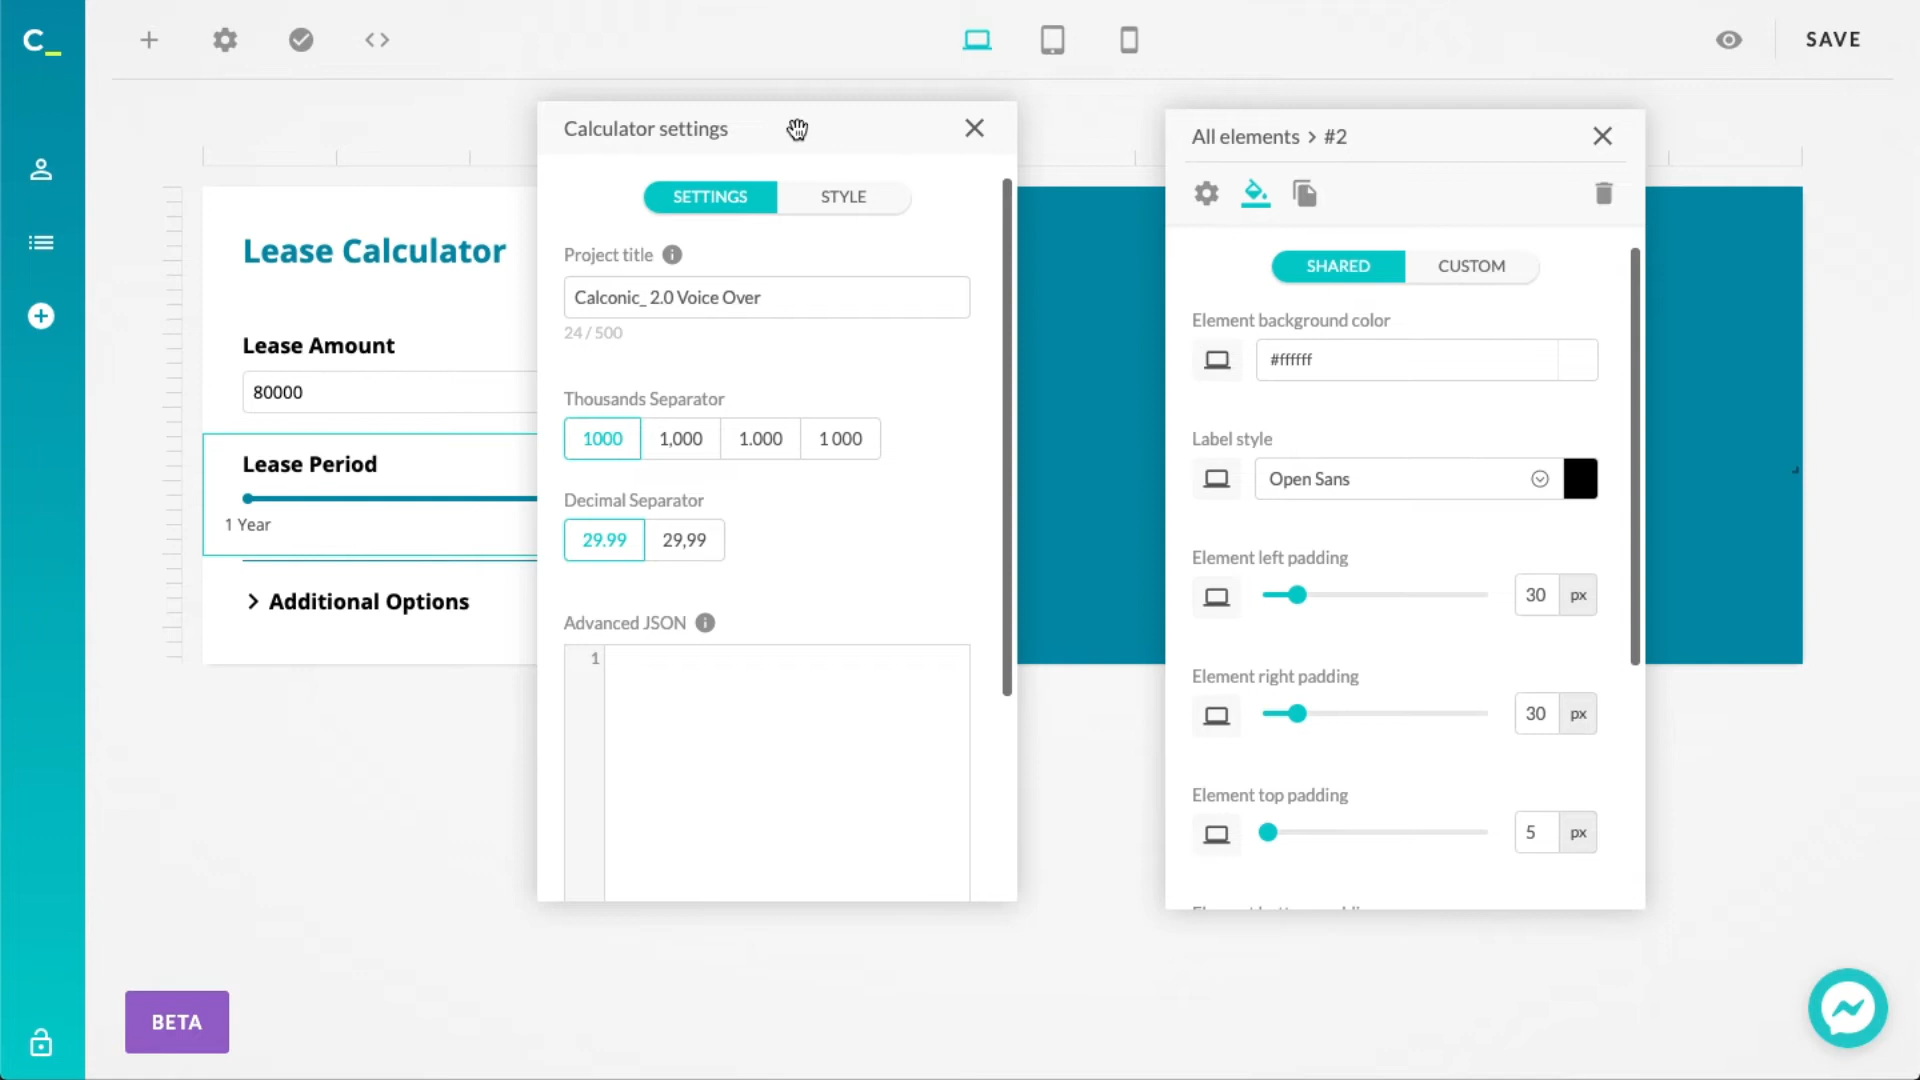 C_
SAVE
Lease Calculator
Lease Amount
80000
Lease Period
1 Year
Additional Options
Calculator settings
SETTINGS
STYLE
Project title
Calconic_ 2.0 Voice Over
24 / 500
Thousands Separator
1000
1,000
1.000
1 000
Decimal Separator
29.99
29,99
Advanced JSON
1
All elements > #2
SHARED
CUSTOM
Element background color
#ffffff
Label style
Open Sans
Element left padding
30
px
Element right padding
30
px
Element top padding
5
px
BETA